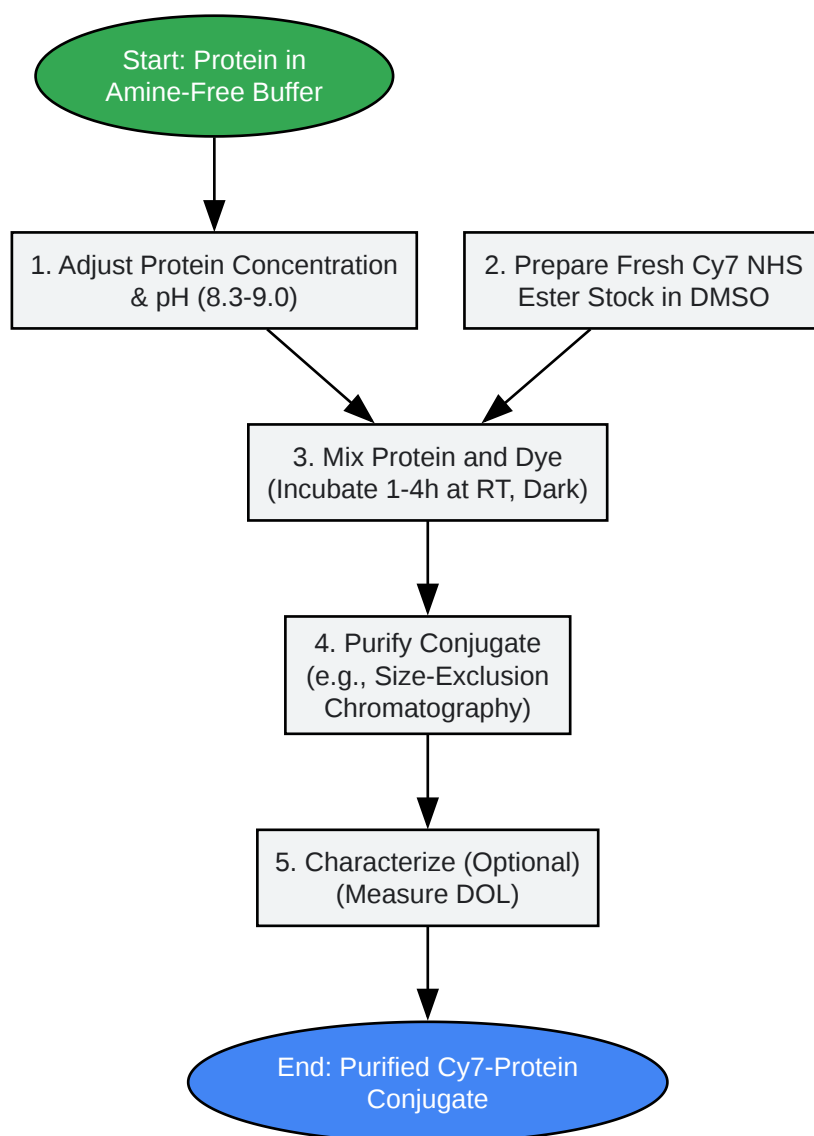 Start: Protein in
Amine-Free Buffer
1. Adjust Protein Concentration
& pH (8.3-9.0)
2. Prepare Fresh Cy7 NHS
Ester Stock in DMSO
3. Mix Protein and Dye
(Incubate 1-4h at RT, Dark)
4. Purify Conjugate
(e.g., Size-Exclusion
Chromatography)
5. Characterize (Optional)
(Measure DOL)
End: Purified Cy7-Protein
Conjugate